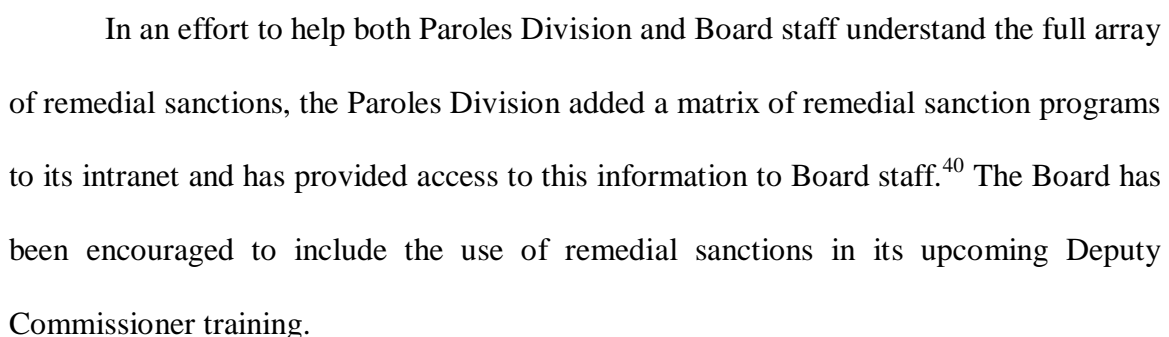 In an effort to help both Paroles Division and Board staff understand the full array
of remedial sanctions, the Paroles Division added a matrix of remedial sanction programs
to its intranet and has provided access to this information to Board staff.40 The Board has
been encouraged to include the use of remedial sanctions in its upcoming Deputy
Commissioner training.